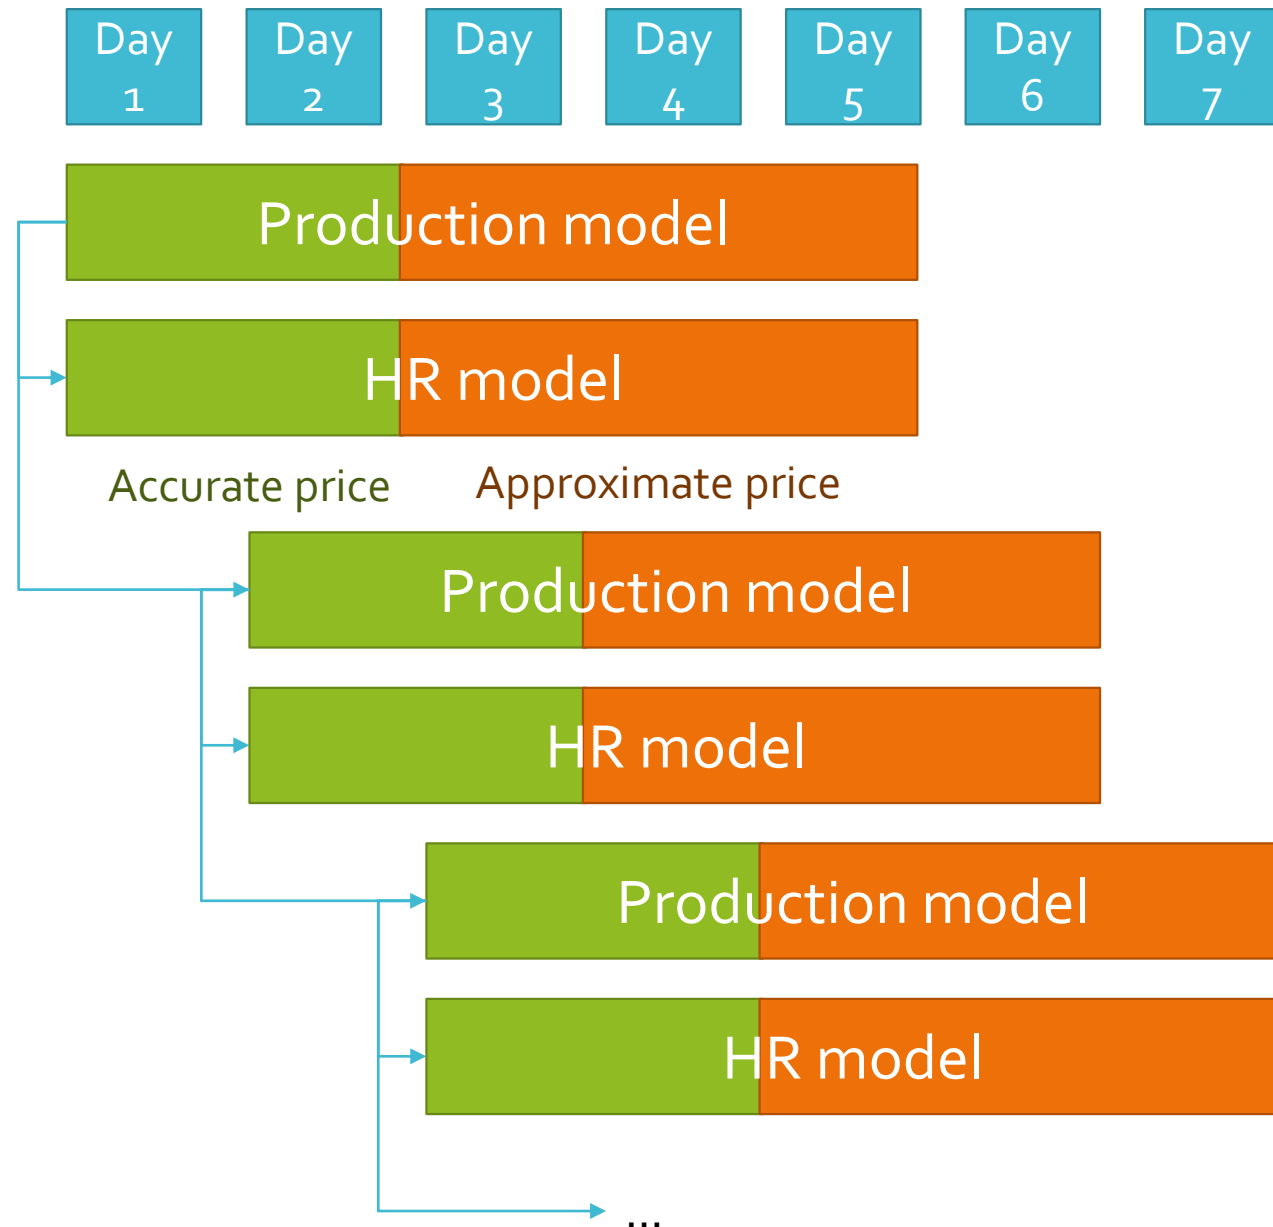 Day Day Day Day Day Day Day
1 2 3 4 5 6 7
Production model
HR model
Accurate price Approximate price
Production model
HR model
Production model
HR model
...